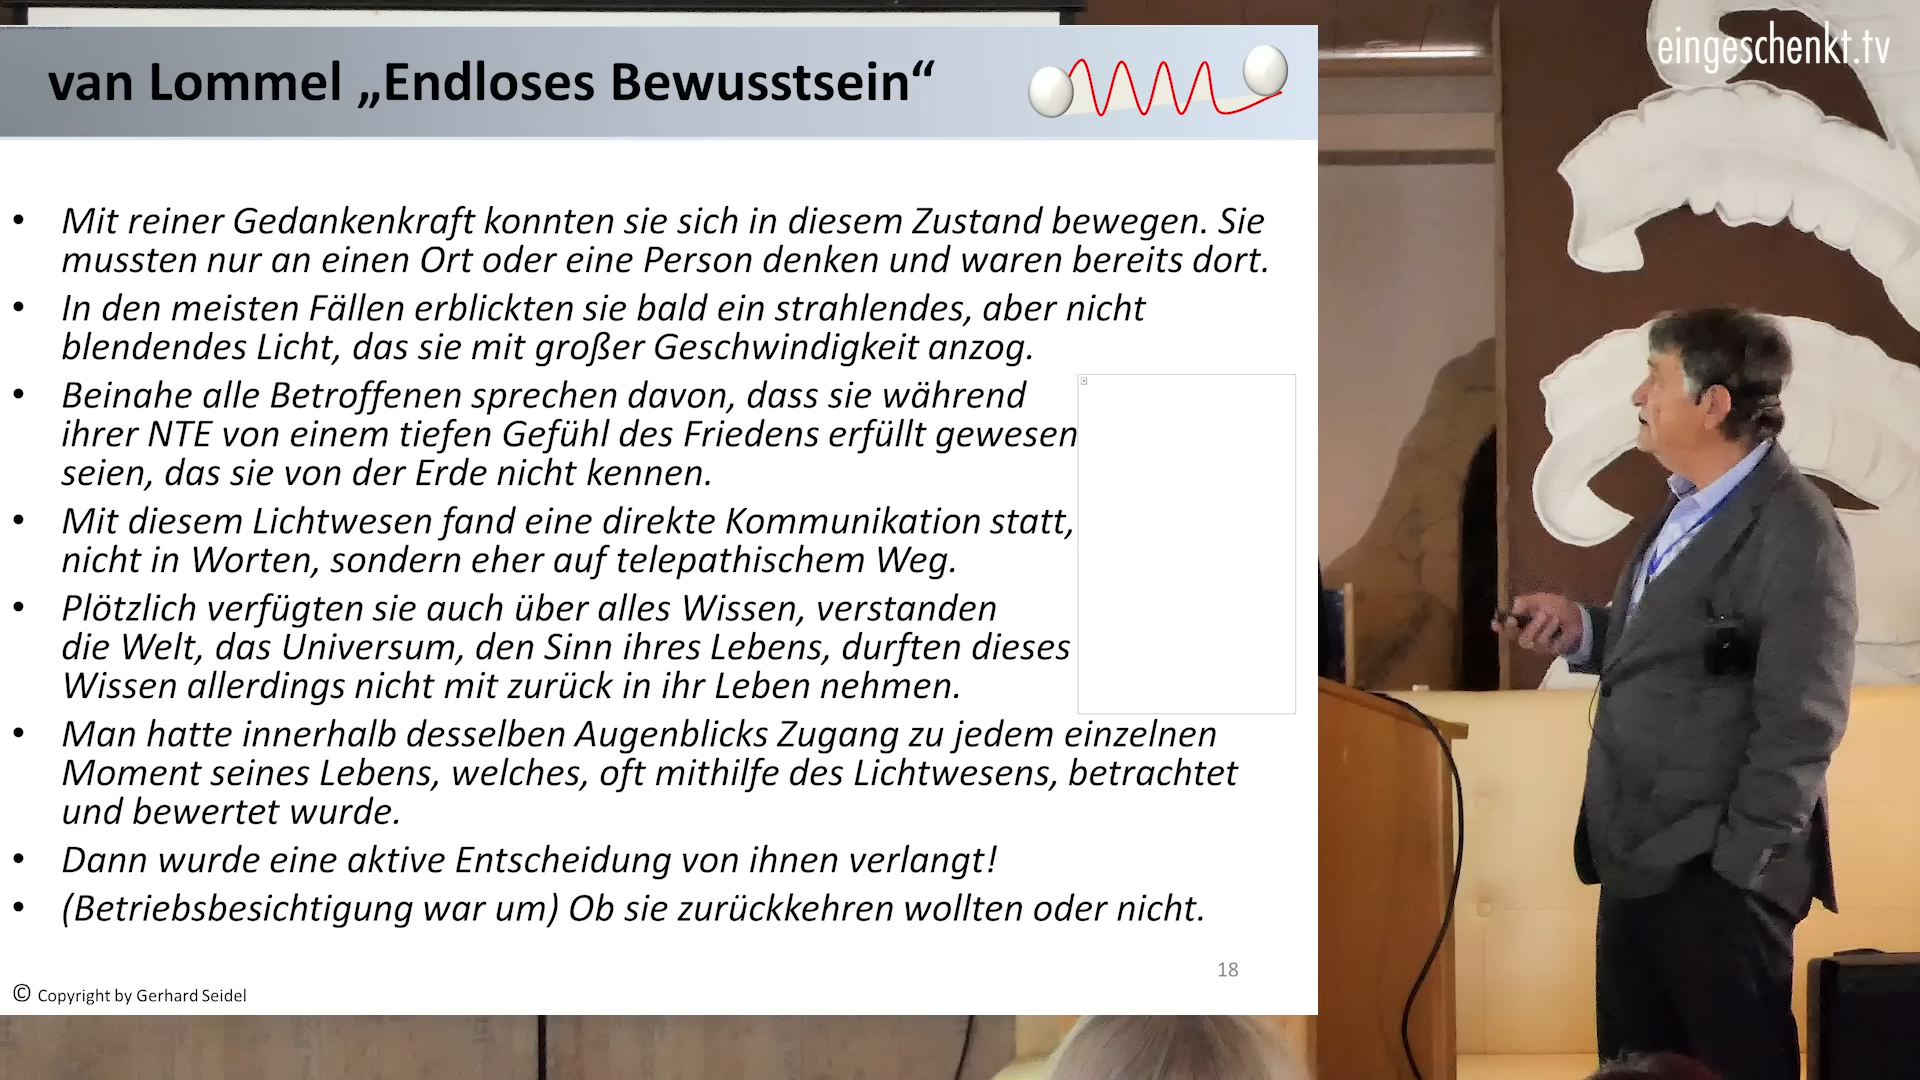 eingeschenkt.tv
van Lommel „Endloses Bewusstsein“
• Mit reiner Gedankenkraft konnten sie sich in diesem Zustand bewegen. Sie
mussten nur an einen Ort oder eine Person denken und waren bereits dort.
• In den meisten Fällen erblickten sie bald ein strahlendes, aber nicht
blendendes Licht, das sie mit großer Geschwindigkeit anzog.
• Beinahe alle Betroffenen sprechen davon, dass sie während
ihrer NTE von einem tiefen Gefühl des Friedens erfüllt gewesen
seien, das sie von der Erde nicht kennen.
• Mit diesem Lichtwesen fand eine direkte Kommunikation statt,
nicht in Worten, sondern eher auf telepathischem Weg.
• Plötzlich verfügten sie auch über alles Wissen, verstanden
die Welt, das Universum, den Sinn ihres Lebens, durften dieses
Wissen allerdings nicht mit zurück in ihr Leben nehmen.
• Man hatte innerhalb desselben Augenblicks Zugang zu jedem einzelnen
Moment seines Lebens, welches, oft mithilfe des Lichtwesens, betrachtet
und bewertet wurde.
• Dann wurde eine aktive Entscheidung von ihnen verlangt!
• (Betriebsbesichtigung war um) Ob sie zurückkehren wollten oder nicht.
18
© Copyright by Gerhard Seidel